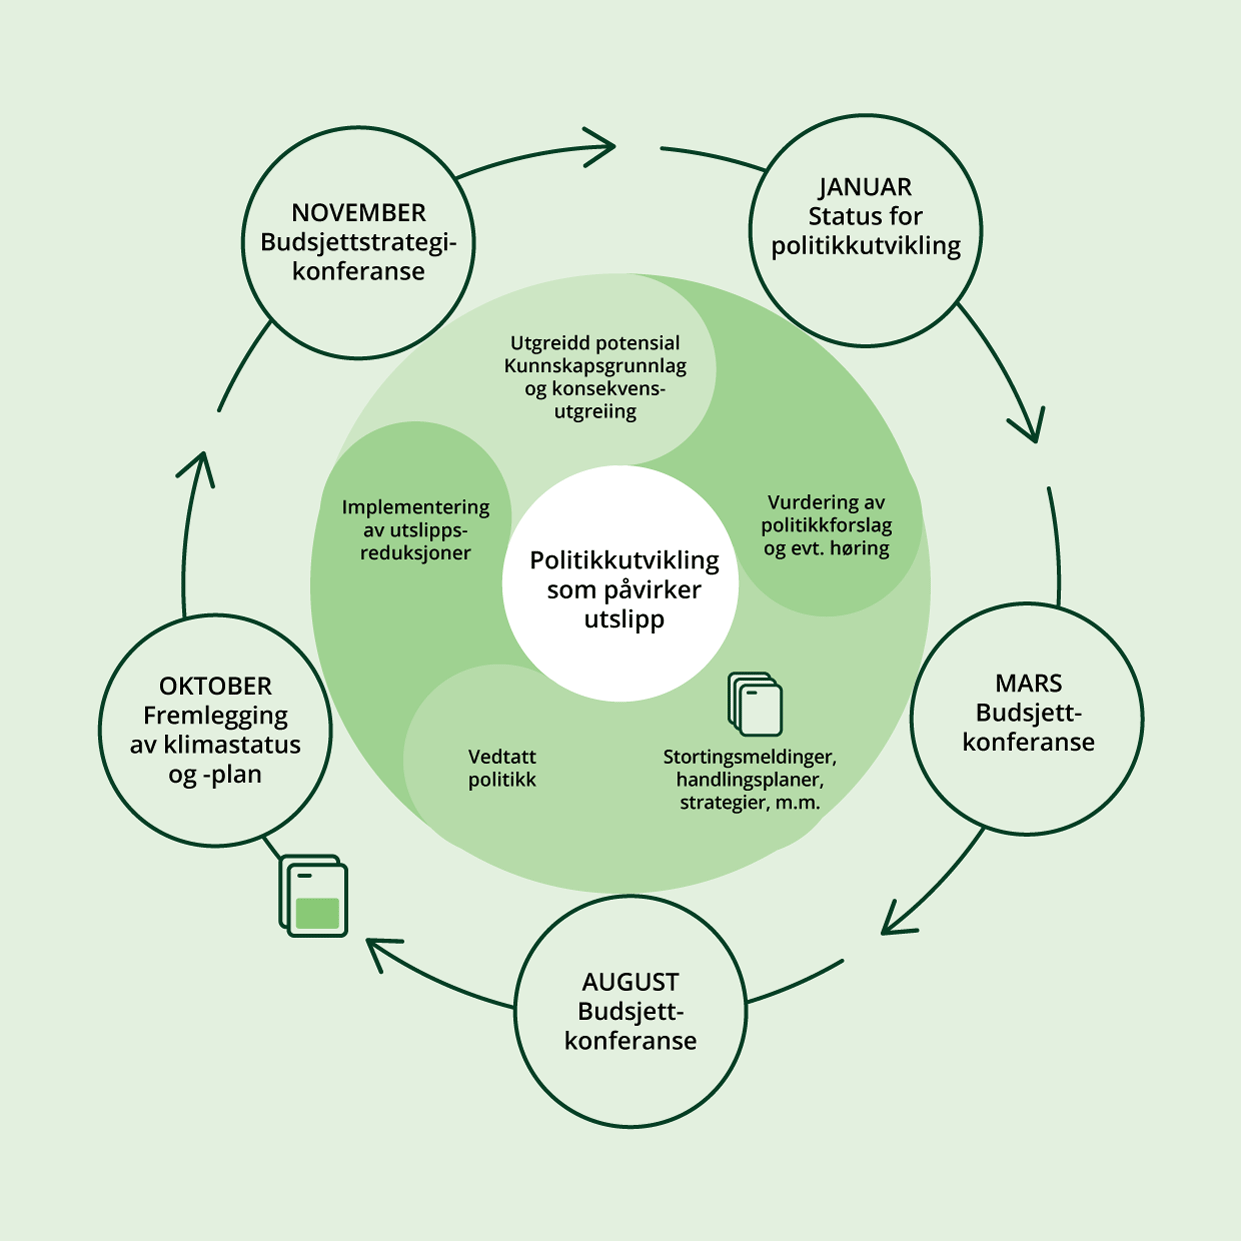 NOVEMBER
Budsjettstrategi-
konferanse
JANUAR
Status for
politikkutvikling
Utgreidd potensial
Kunnskapsgrunnlag
og konsekvens-
utgreiing
Implementering
av utslipps-
reduksjoner
Vurdering av
politikkforslag
og evt. høring
Politikkutvikling
som påvirker
utslipp
OKTOBER
Fremlegging
av klimastatus
og -plan
MARS
Budsjett-
konferanse
Vedtatt
politikk
Stortingsmeldinger,
handlingsplaner,
strategier, m.m.
AUGUST
Budsjett-
konferanse